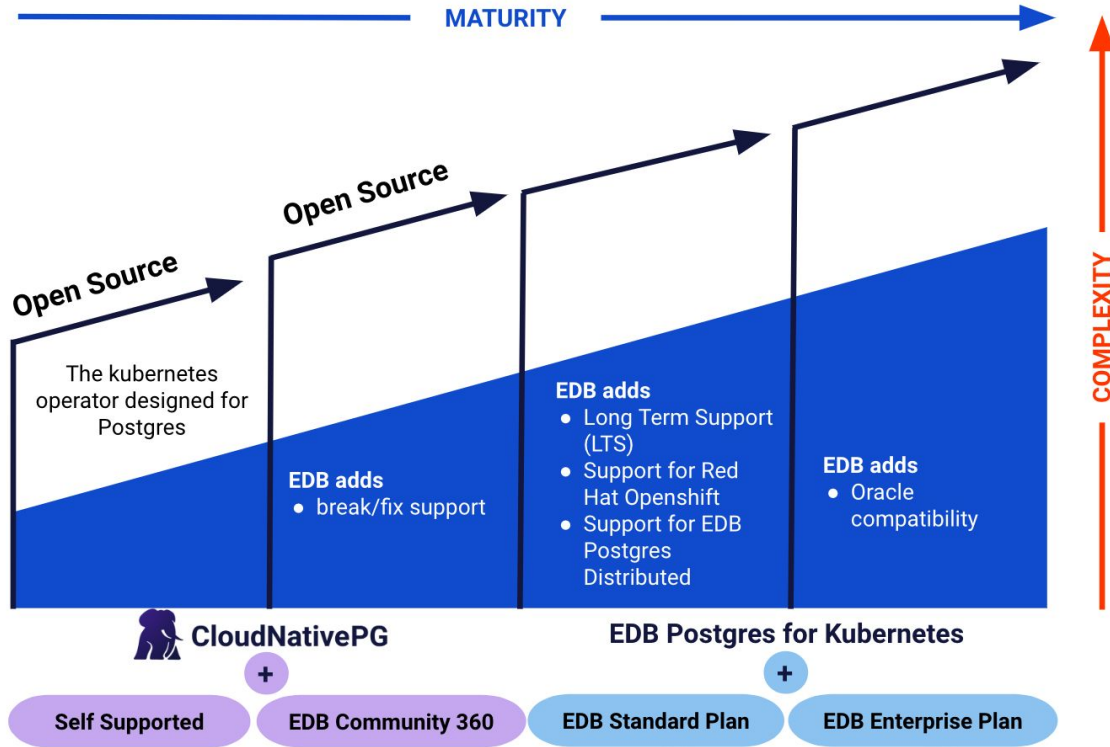 MATURITY
COMPLEXITY
Open Source
Open Source
The kubernetes
operator designed for
Postgres
EDB adds
● break/fix support
EDB adds
● Long Term Support
(LTS)
● Support for Red
Hat Openshift
● Support for EDB
Postgres
Distributed
EDB adds
● Oracle
compatibility
CloudNativePG
EDB Postgres for Kubernetes
+
+
Self Supported
EDB Community 360
EDB Standard Plan
EDB Enterprise Plan